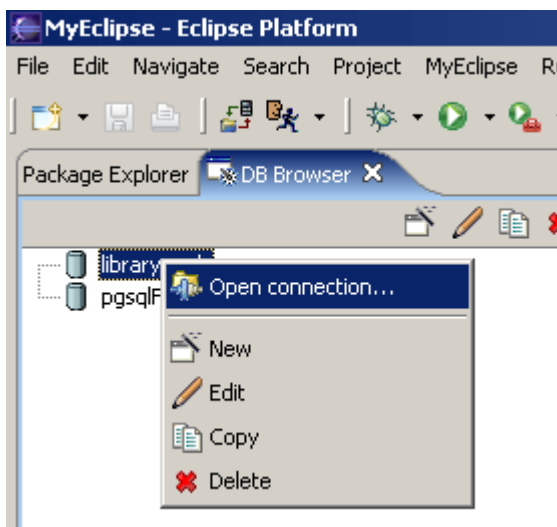 MyEclipse - Eclipse Platform
File Edit Navigate Search Project MyEclipse
Package Explorer DB Browser
library
Open connection...
New
Edit
Copy
Delete